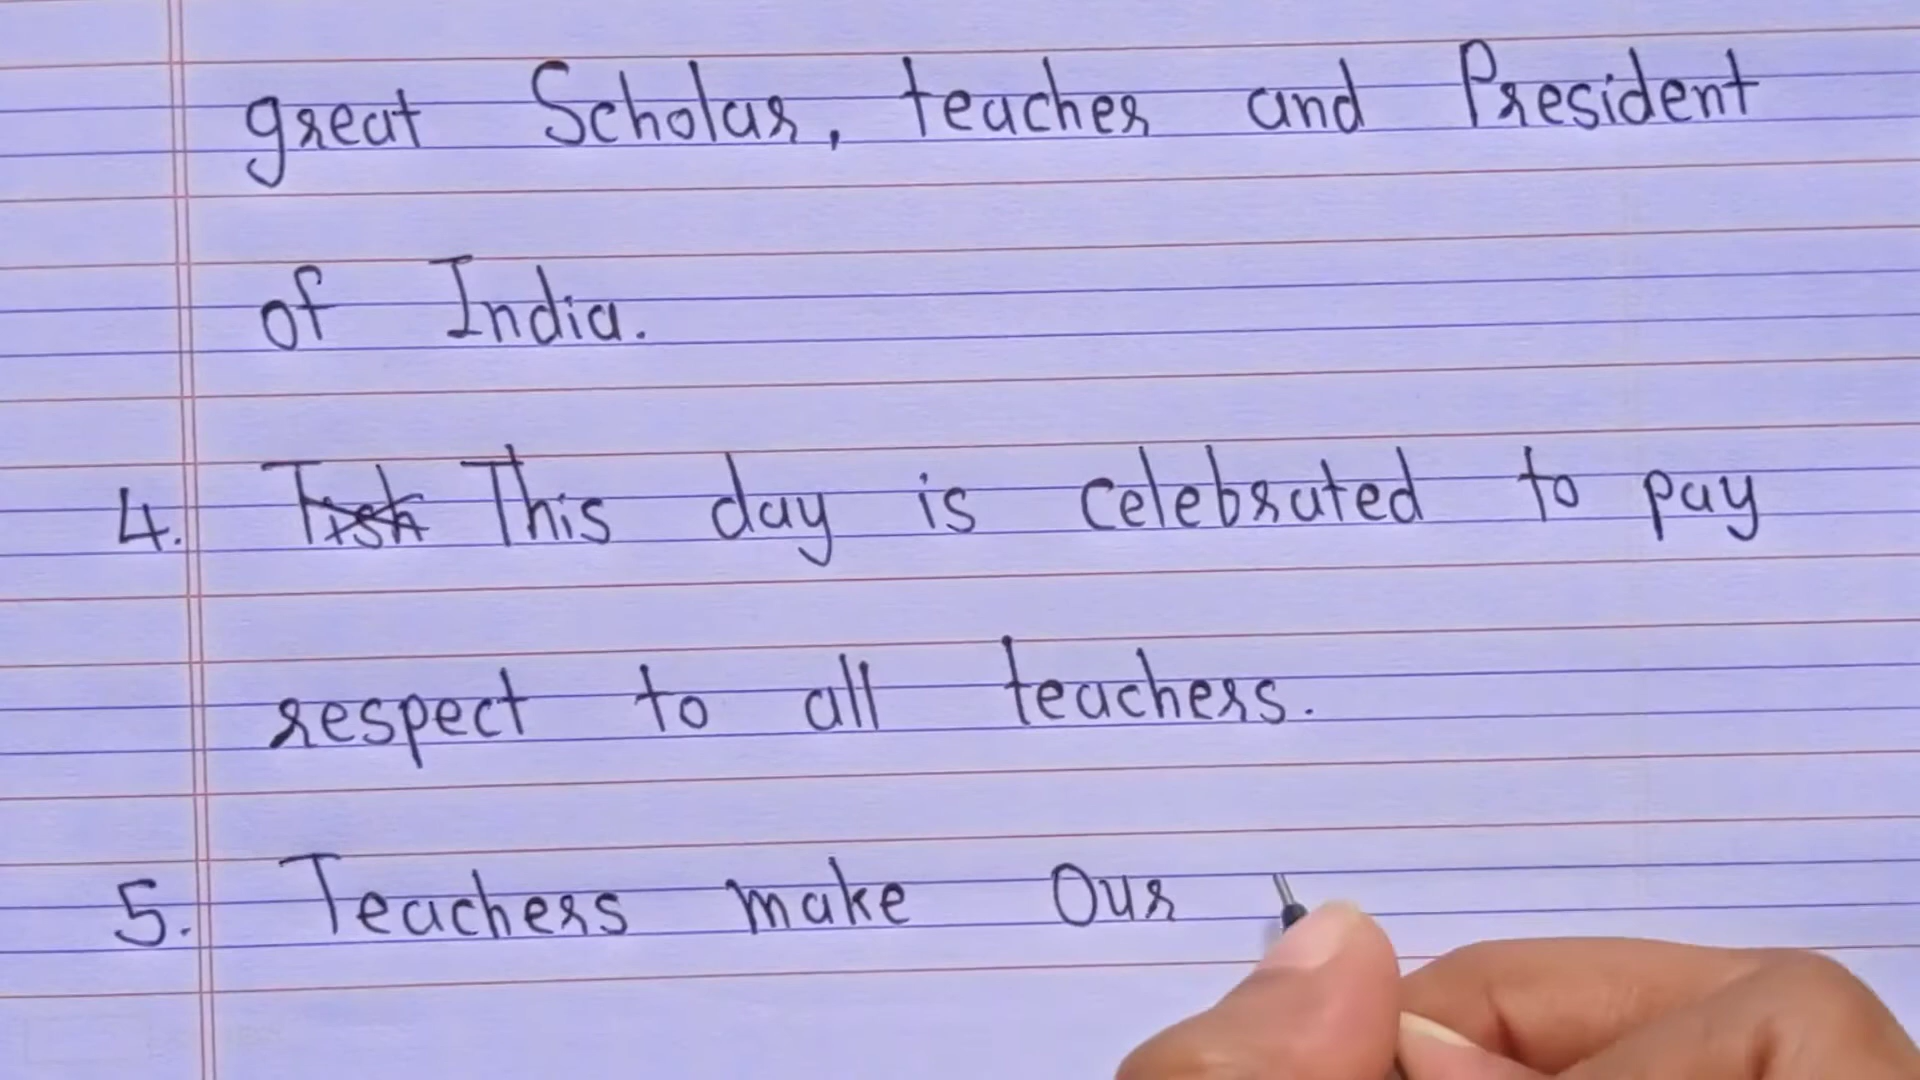 great Scholar, teacher and President
of India.
4. This day is celebrated to pay
respect to all teachers.
5. Teachers make Our